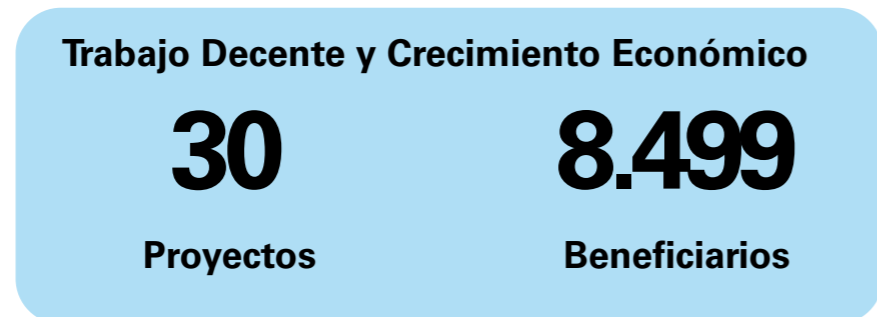 Trabajo Decente y Crecimiento Económico
30 8.499
Proyectos Beneficiarios